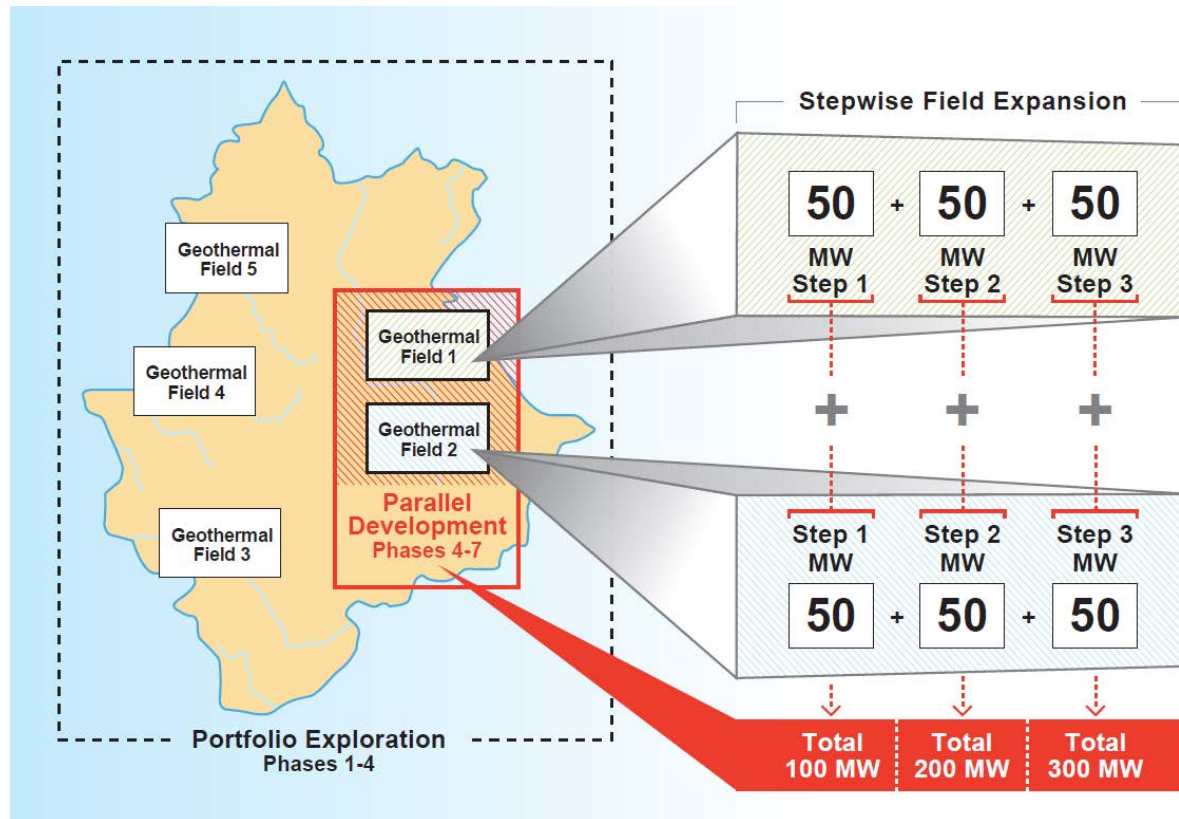 Stepwise Field Expansion
50 + 50 + 50
MW MW MW
Step 1 Step 2 Step 3
Geothermal
Field 5
Geothermal
Field 1
Geothermal
Field 4
Geothermal
Field 2
Geothermal
Field 3
Parallel
Development
Phases 4-7
+ + +
Step 1 Step 2 Step 3
MW MW MW
50 + 50 + 50
Total Total Total
100 MW 200 MW 300 MW
Portfolio Exploration
Phases 1-4